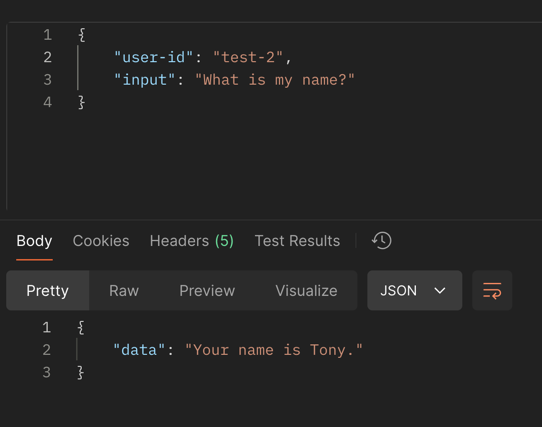 1 {
2 "user-id": "test-2",
3 "input": "What is my name?"
4 }
Body Cookies Headers (5) Test Results
Pretty Raw Preview Visualize JSON
1 {
2 "data": "Your name is Tony."
3 }